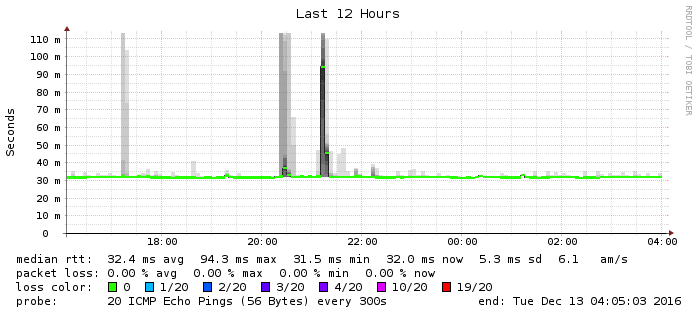 Last 12 Hours
RRDTOOL / TOBI OETIKER
Seconds
110 m
100 m
90 m
80 m
70 m
60 m
50 m
40 m
30 m
20 m
10 m
0
18:00 20:00 22:00 00:00 02:00 04:00
median rtt: 32.4 ms avg 94.3 ms max 31.5 ms min 32.0 ms now 5.3 ms sd 6.1 am/s
packet loss: 0.00 % avg 0.00 % max 0.00 % min 0.00 % now
loss color: 0 1/20 2/20 3/20 4/20 10/20 19/20
probe: 20 ICMP Echo Pings (56 Bytes) every 300s end: Tue Dec 13 04:05:03 2016